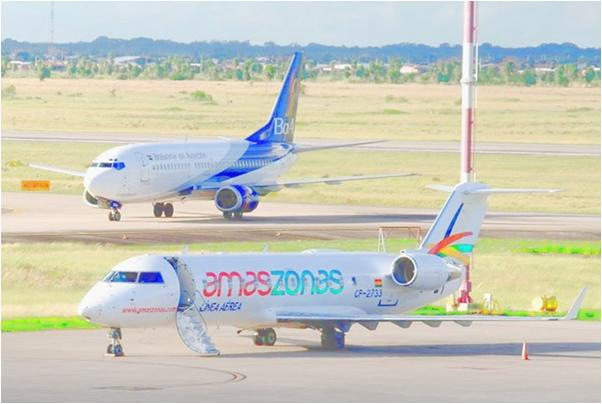 Boliviana de Aviación
BoA
amaszonas
LÍNEA AÉREA
CP-2733
www.amaszonas.com